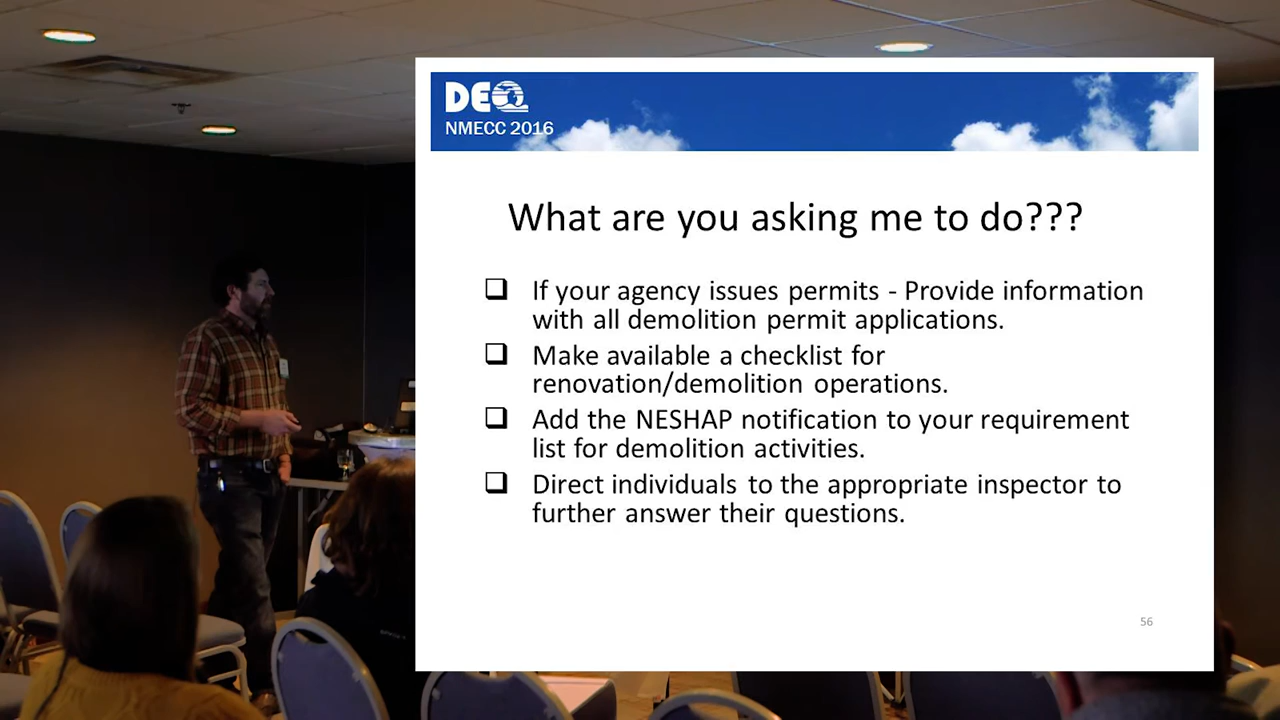 DEQ
NMECC 2016
What are you asking me to do???
❑ If your agency issues permits - Provide information
with all demolition permit applications.
❑ Make available a checklist for
renovation/demolition operations.
❑ Add the NESHAP notification to your requirement
list for demolition activities.
❑ Direct individuals to the appropriate inspector to
further answer their questions.
56